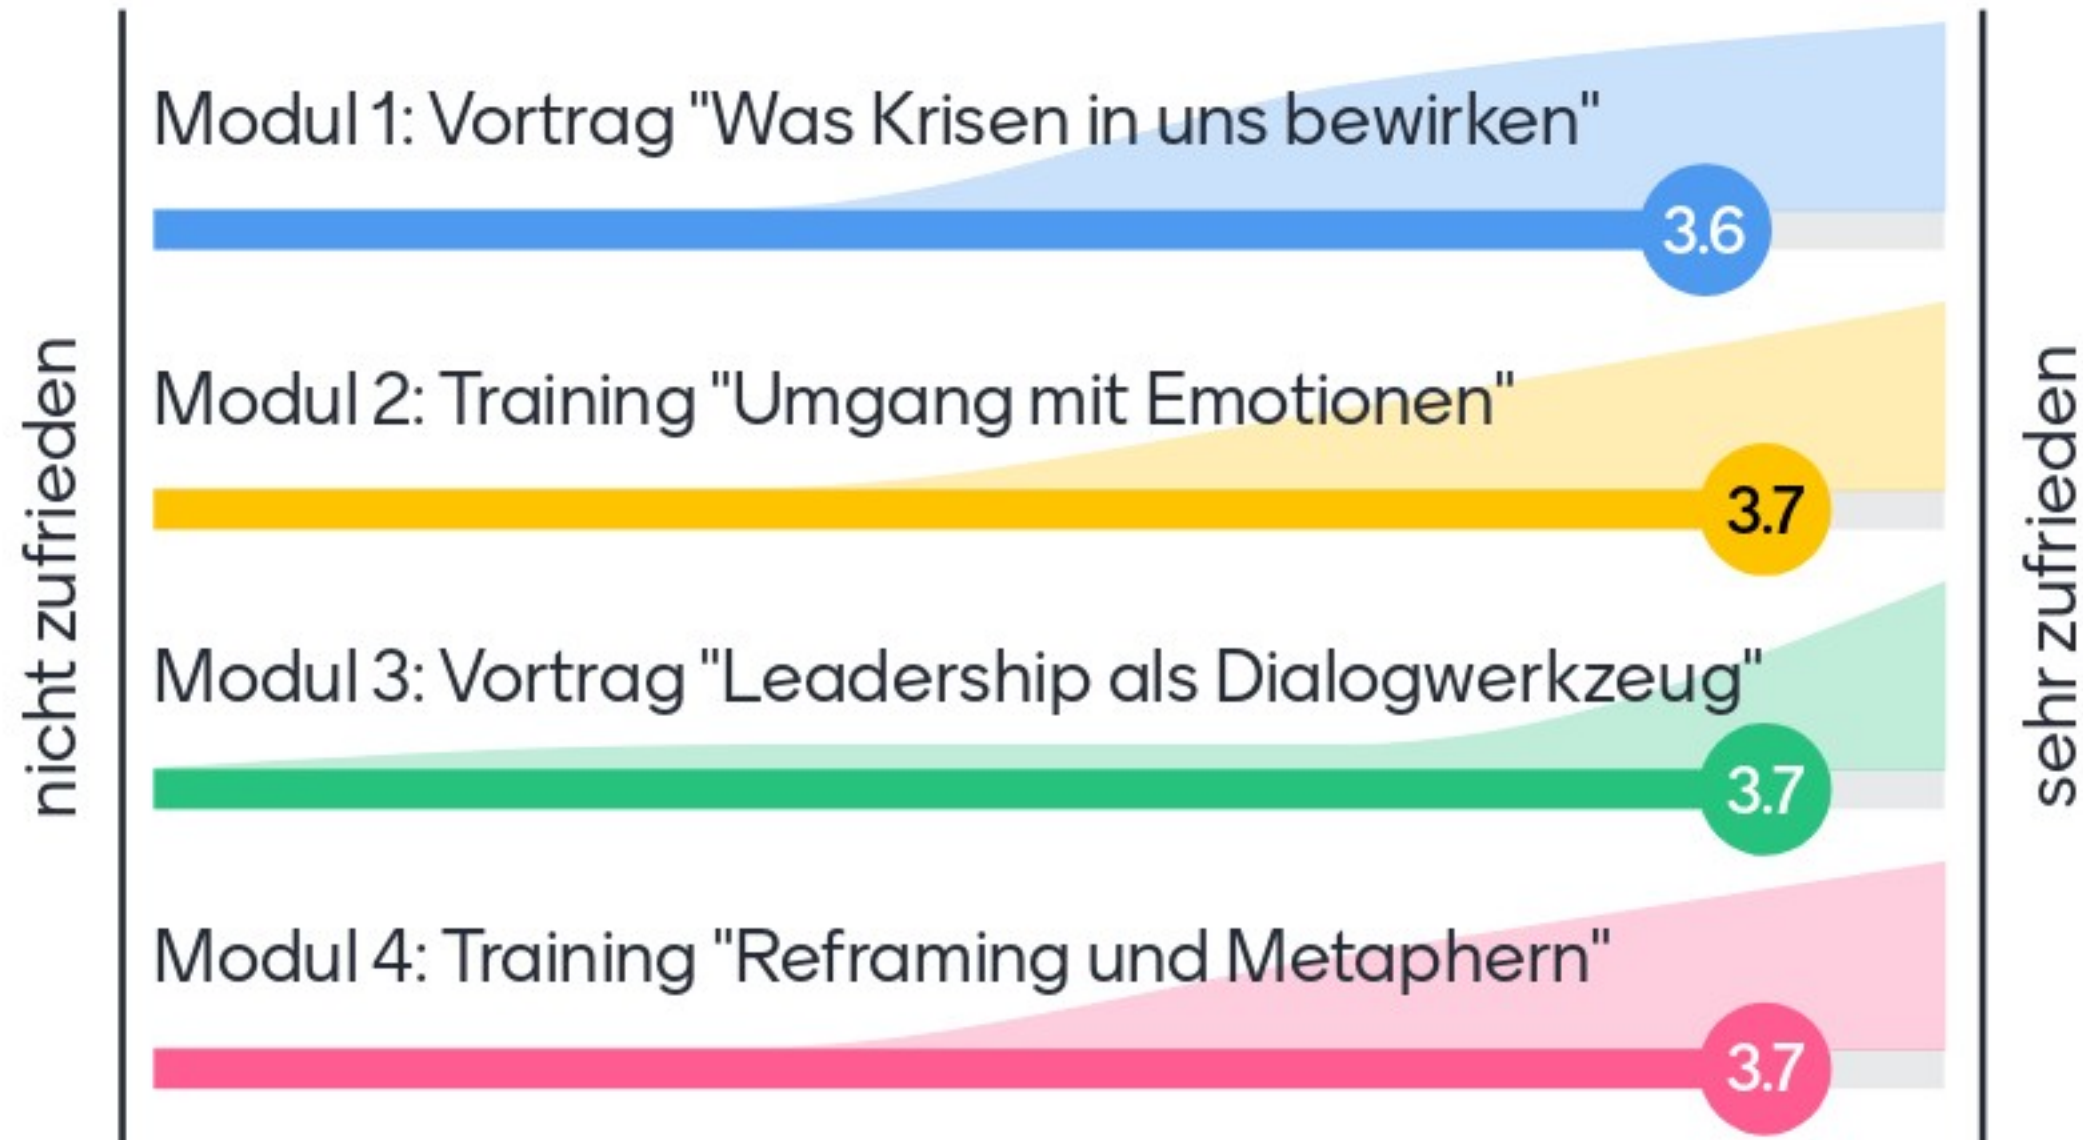 nicht zufrieden
Modul 1: Vortrag "Was Krisen in uns bewirken"
3.6
Modul 2: Training "Umgang mit Emotionen"
3.7
Modul 3: Vortrag "Leadership als Dialogwerkzeug"
3.7
Modul 4: Training "Reframing und Metaphern"
3.7
sehr zufrieden